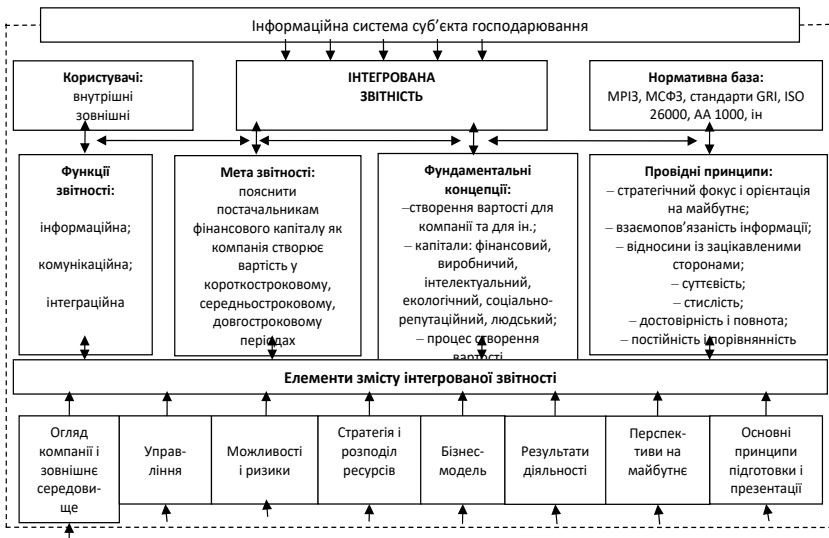 Інформаційна система суб’єкта господарювання
Користувачі:
внутрішні
зовнішні
ІНТЕГРОВАНА
ЗВІТНІСТЬ
Нормативна база:
МРІЗ, МСФЗ, стандарти GRI, ISO
26000, АА 1000, ін
Функції
звітності:
інформаційна;
комунікаційна;
інтеграційна
Мета звітності:
пояснити
постачальникам
фінансового капіталу як
компанія створює
вартість у
короткостроковому,
середньостроковому,
довгостроковому
періодах
Фундаментальні
концепції:
–створення вартості для
компанії та для ін.;
– капітали: фінансовий,
виробничий,
інтелектуальний,
екологічний, соціально-
репутаційний, людський;
– процес створення
вартості
Провідні принципи:
– стратегічний фокус і орієнтація
на майбутнє;
– взаємопов’язаність інформації;
– відносини із зацікавленими
сторонами;
– суттєвість;
– стислість;
– достовірність і повнота;
– постійність і порівнянність
Елементи змісту інтегрованої звітності
Огляд
компанії і
зовнішнє
середови-
ще
Управ-
ління
Можливості
і ризики
Стратегія і
розподіл
ресурсів
Бізнес-
модель
Результати
діяльності
Перспек-
тиви на
майбутнє
Основні
принципи
підготовки і
презентації